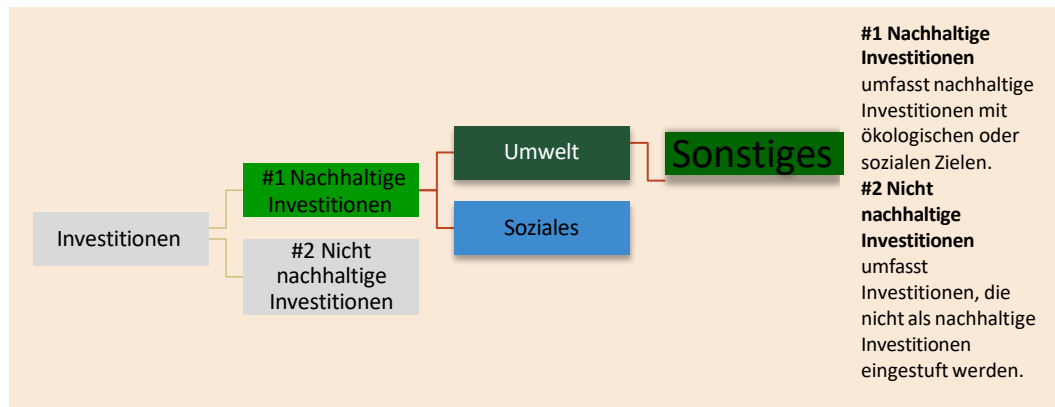 Investitionen
#1 Nachhaltige
Investitionen
#2 Nicht
nachhaltige
Investitionen
Umwelt
Soziales
Sonstiges
#1 Nachhaltige
Investitionen
umfasst nachhaltige
Investitionen mit
ökologischen oder
sozialen Zielen.
#2 Nicht
nachhaltige
Investitionen
umfasst
Investitionen, die
nicht als nachhaltige
Investitionen
eingestuft werden.